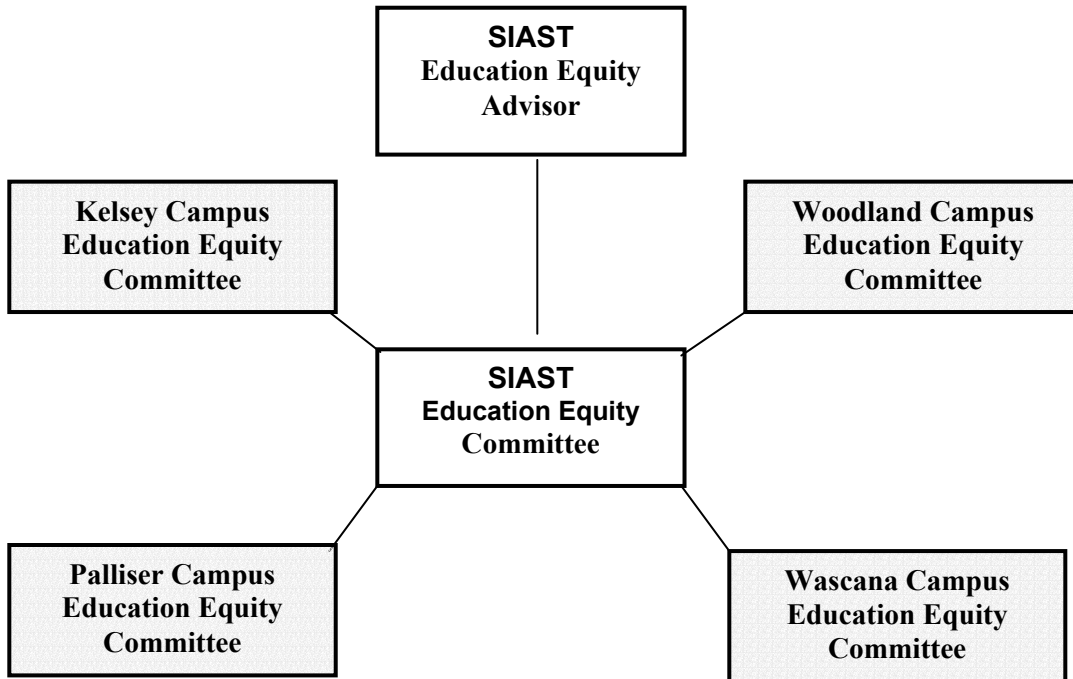 SIAST
Education Equity
Advisor
Kelsey Campus
Education Equity
Committee
Woodland Campus
Education Equity
Committee
SIAST
Education Equity
Committee
Palliser Campus
Education Equity
Committee
Wascana Campus
Education Equity
Committee